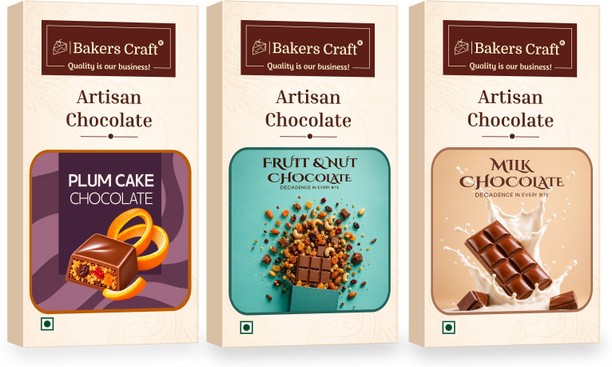 Bakers Craft
Quality is our business!
Artisan
Chocolate
PLUM CAKE
CHOCOLATE
Bakers Craft
Quality is our business!
Artisan
Chocolate
FRUIT & NUT
CHOCOLATE
DECADENCE IN EVERY BITE
Bakers Craft
Quality is our business!
Artisan
Chocolate
MILK
CHOCOLATE
DECADENCE IN EVERY BITE